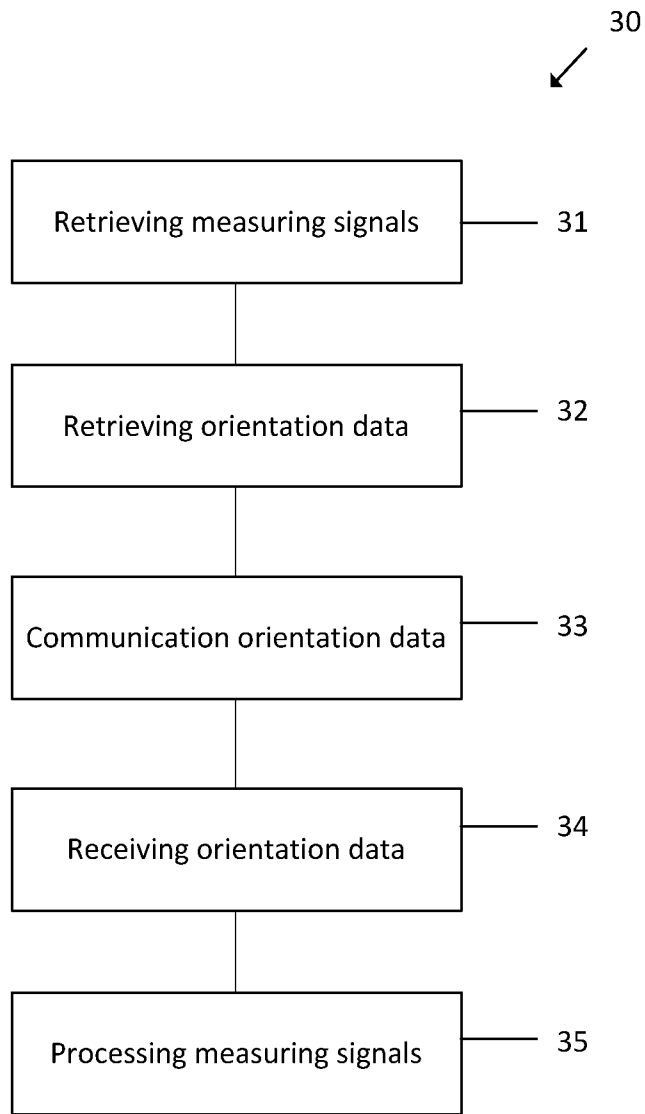 30
Retrieving measuring signals
31
Retrieving orientation data
32
Communication orientation data
33
Receiving orientation data
34
Processing measuring signals
35